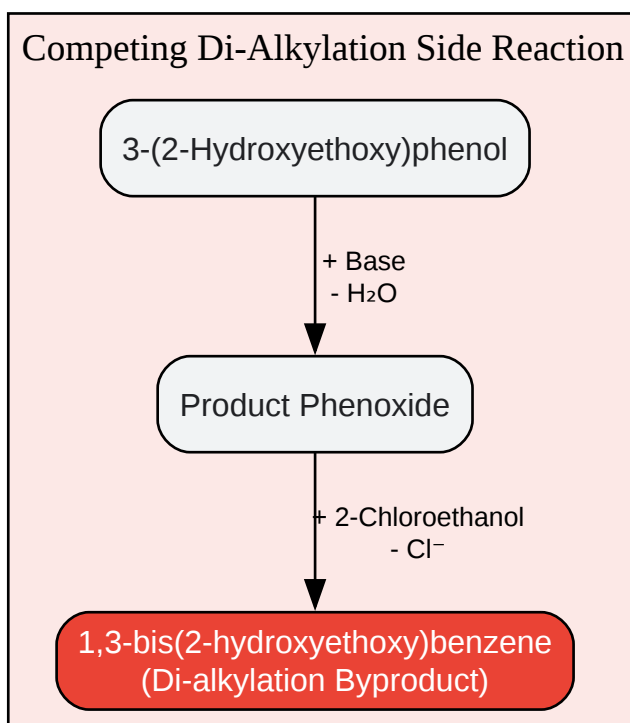 Competing Di-Alkylation Side Reaction
3-(2-Hydroxyethoxy)phenol
+ Base
- H₂O
Product Phenoxide
+ 2-Chloroethanol
- Cl⁻
1,3-bis(2-hydroxyethoxy)benzene
(Di-alkylation Byproduct)